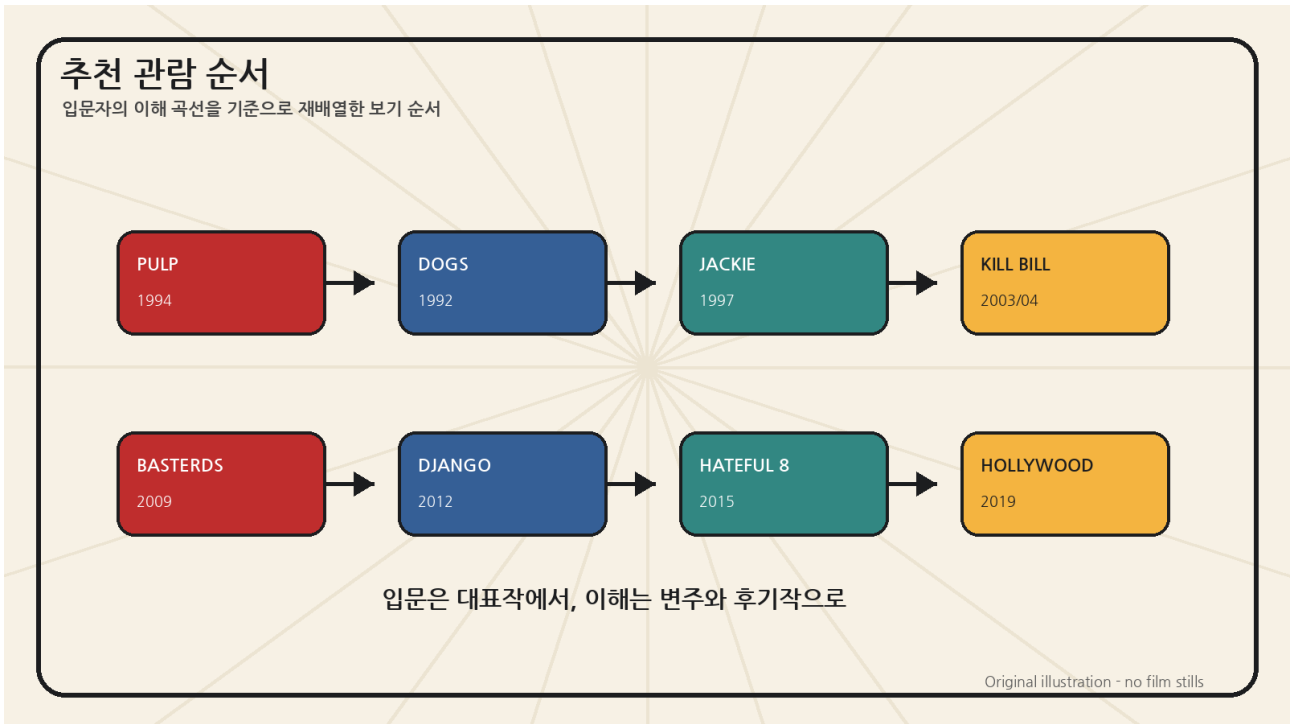 추천 관람 순서
입문자의 이해 곡선을 기준으로 재배열한 보기 순서
PULP
1994
DOGS
1992
JACKIE
1997
KILL BILL
2003/04
BASTERDS
2009
DJANGO
2012
HATEFUL 8
2015
HOLLYWOOD
2019
입문은 대표작에서, 이해는 변주와 후기작으로
Original illustration - no film stills